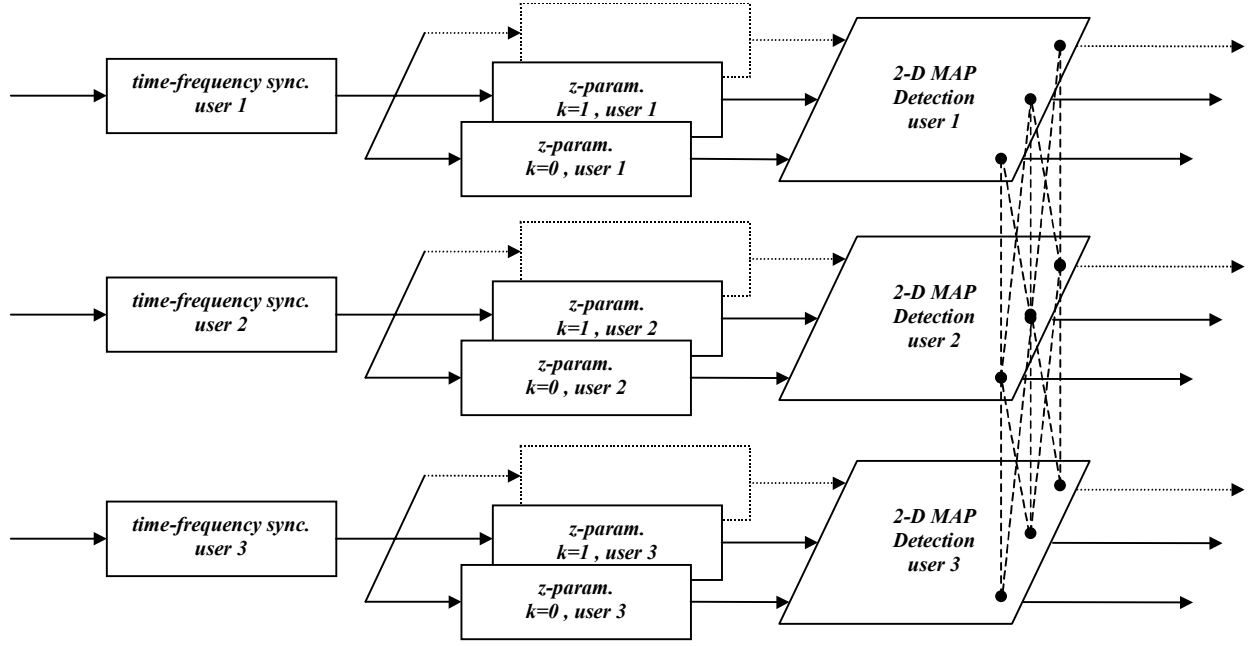 time-frequency sync.
user 1
z-param.
k=1 , user 1
z-param.
k=0 , user 1
2-D MAP
Detection
user 1
time-frequency sync.
user 2
z-param.
k=1 , user 2
z-param.
k=0 , user 2
2-D MAP
Detection
user 2
time-frequency sync.
user 3
z-param.
k=1 , user 3
z-param.
k=0 , user 3
2-D MAP
Detection
user 3